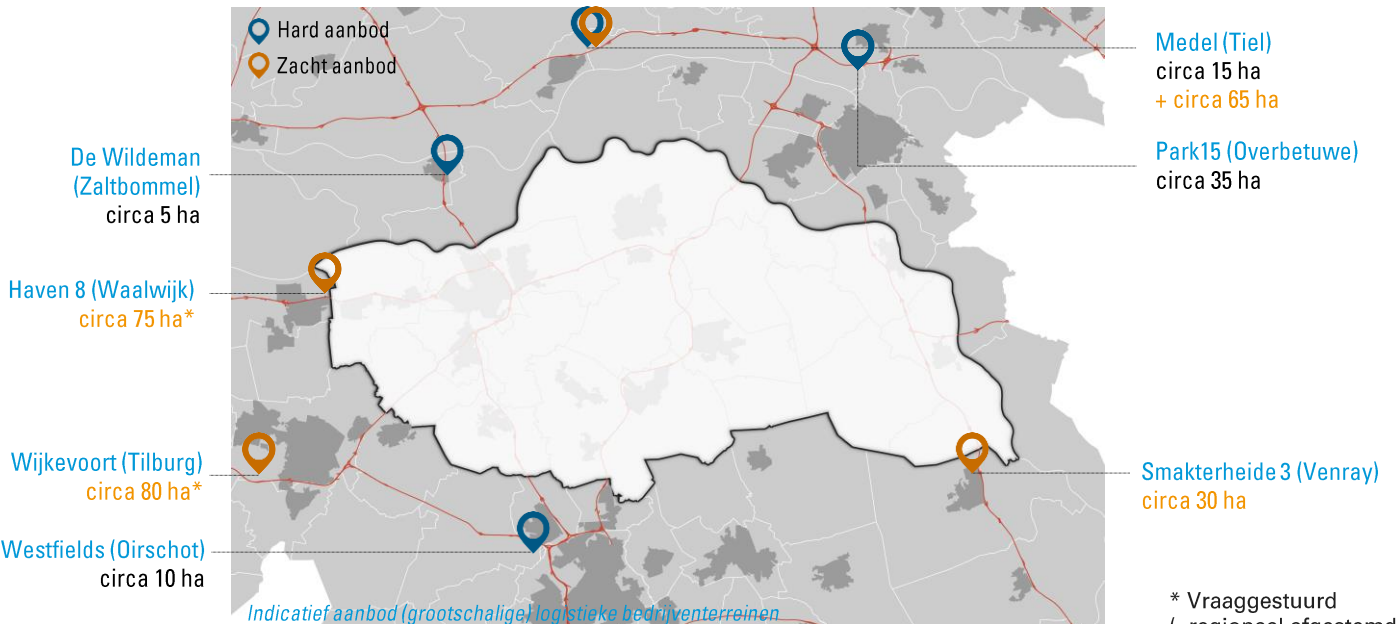 Hard aanbod
Zacht aanbod
Medel (Tiel)
circa 15 ha
+ circa 65 ha
Park15 (Overbetuwe)
circa 35 ha
De Wildeman
(Zaltbommel)
circa 5 ha
Haven 8 (Waalwijk)
circa 75 ha*
Wijkevoort (Tilburg)
circa 80 ha*
Westfields (Oirschot)
circa 10 ha
Smakterheide 3 (Venray)
circa 30 ha
Indicatief aanbod (grootschalige) logistieke bedrijventerreinen
* Vraaggestuurd
(- regioneel afgestemd